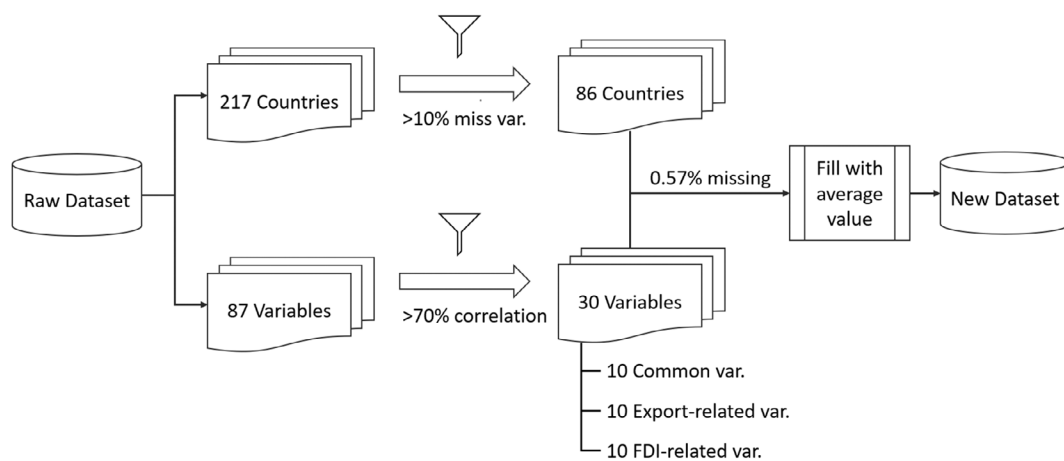 217 Countries
>10% miss var.
86 Countries
Raw Dataset
0.57% missing
Fill with
average
value
New Dataset
87 Variables
>70% correlation
30 Variables
10 Common var.
10 Export-related var.
10 FDI-related var.